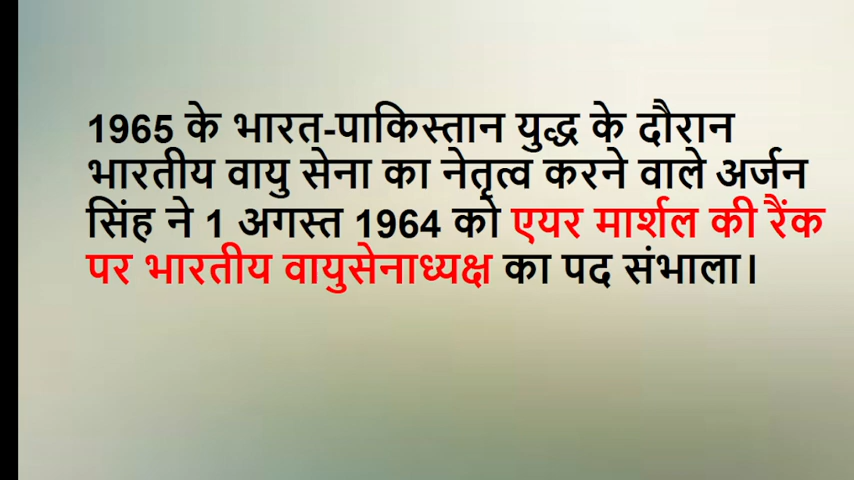 1965 के भारत-पाकिस्तान युद्ध के दौरान
भारतीय वायु सेना का नेतृत्व करने वाले अर्जन
सिंह ने 1 अगस्त 1964 को एयर मार्शल की रैंक
पर भारतीय वायुसेनाध्यक्ष का पद संभाला।